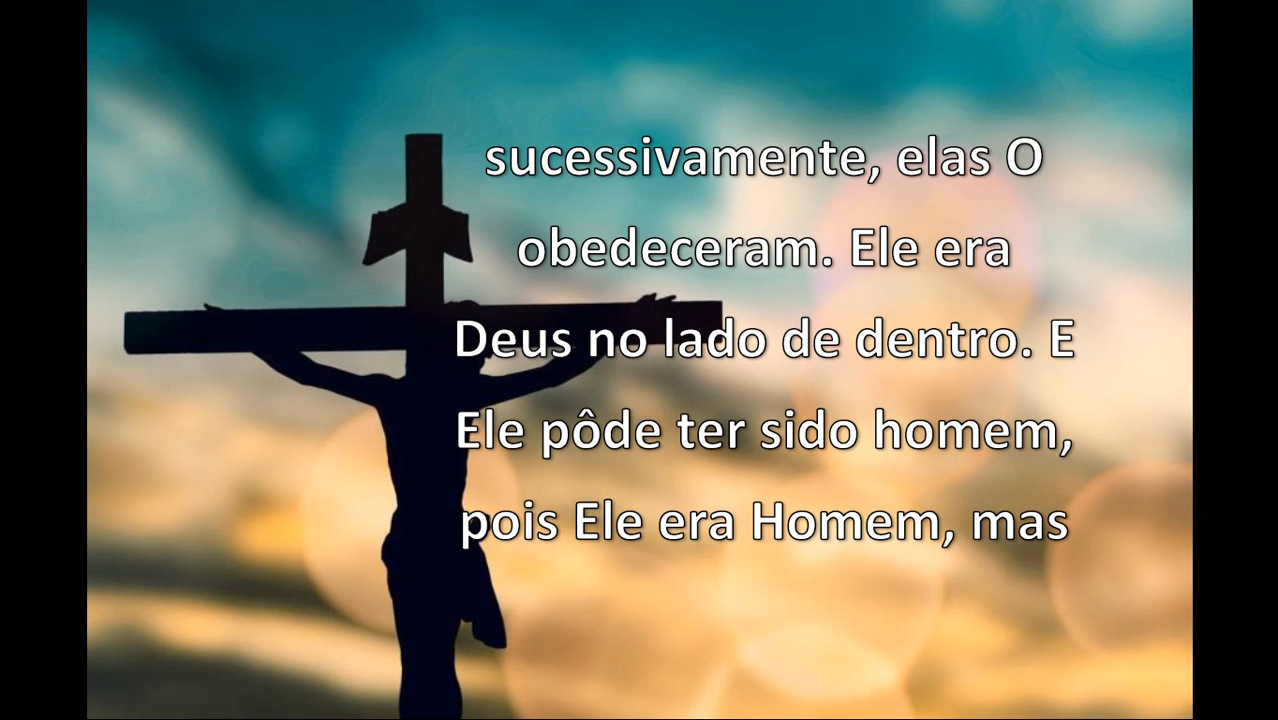 sucessivamente, elas O
obedeceram. Ele era
Deus no lado de dentro. E
Ele pôde ter sido homem,
pois Ele era Homem, mas